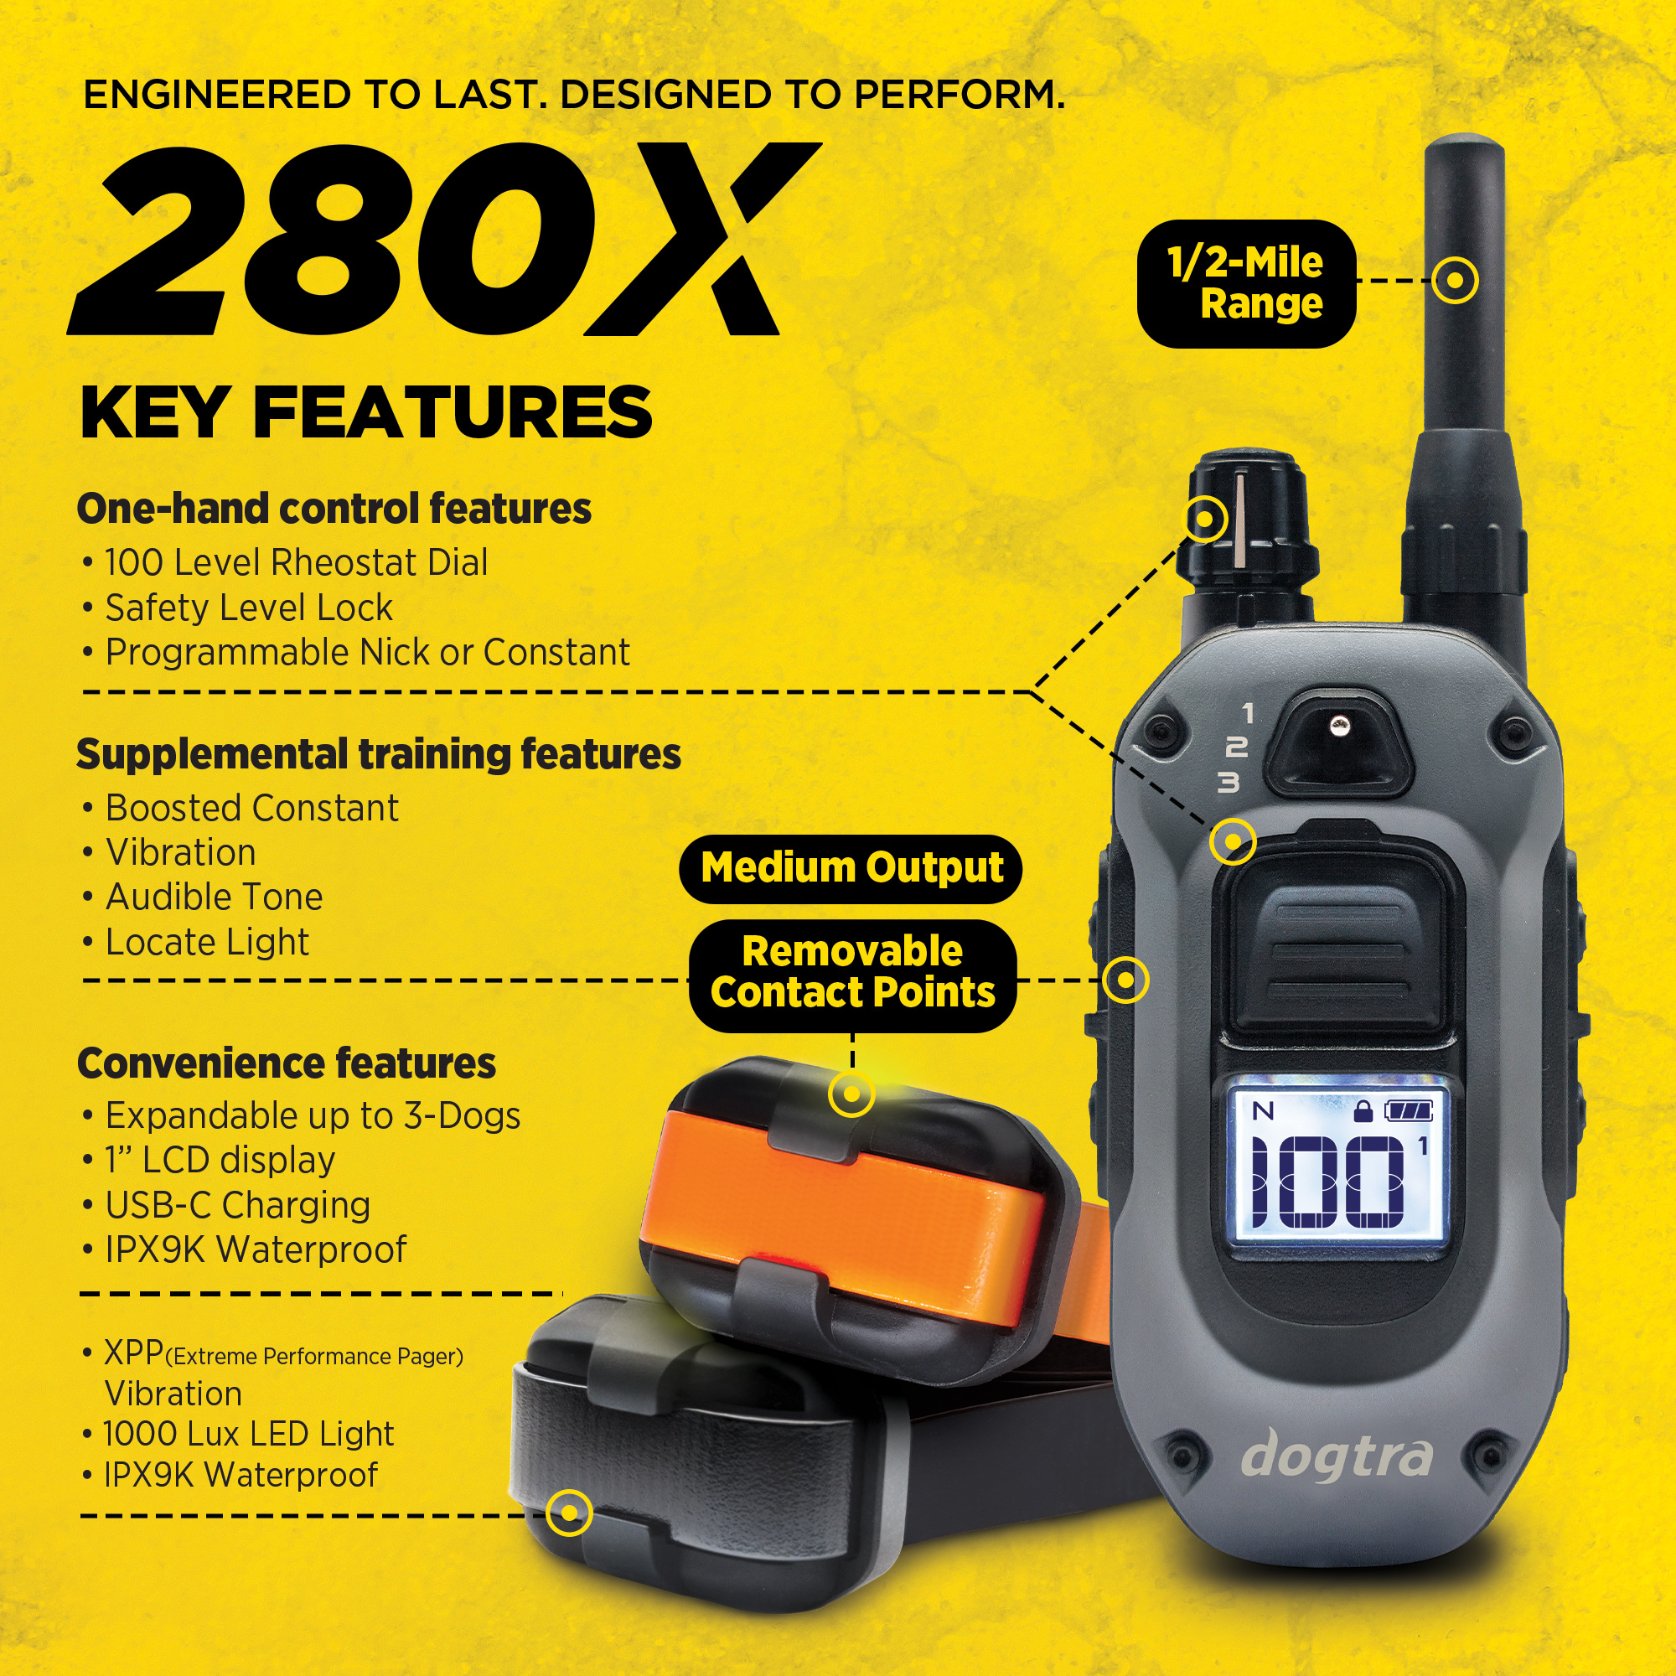 ENGINEERED TO LAST. DESIGNED TO PERFORM.
280X
KEY FEATURES
1/2-Mile
Range
One-hand control features
• 100 Level Rheostat Dial
• Safety Level Lock
• Programmable Nick or Constant
1
2
3
Supplemental training features
• Boosted Constant
• Vibration
• Audible Tone
• Locate Light
Medium Output
Removable
Contact Points
Convenience features
• Expandable up to 3-Dogs
• 1” LCD display
• USB-C Charging
• IPX9K Waterproof
N
100 1
• XPP(Extreme Performance Pager)
Vibration
• 1000 Lux LED Light
• IPX9K Waterproof
dogtra